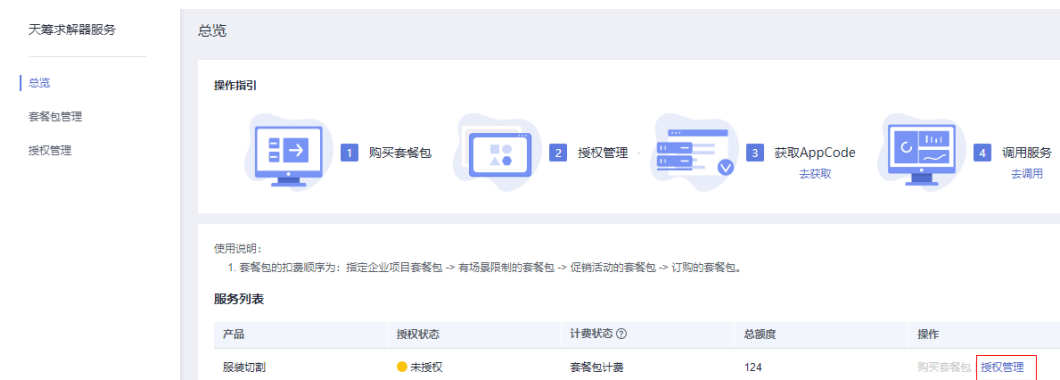 天筹求解器服务
总览
套餐包管理
授权管理
总览
操作指引
1 购买套餐包
2 授权管理
3 获取AppCode
去获取
4 调用服务
去调用
使用说明：
1. 套餐包的扣费顺序为：指定企业项目套餐包 -> 有场景限制的套餐包 -> 促销活动的套餐包 -> 订购的套餐包。
服务列表
产品 授权状态 计费状态 ? 总额度 操作
服装切割 未授权 套餐包计费 124 购买套餐包 授权管理